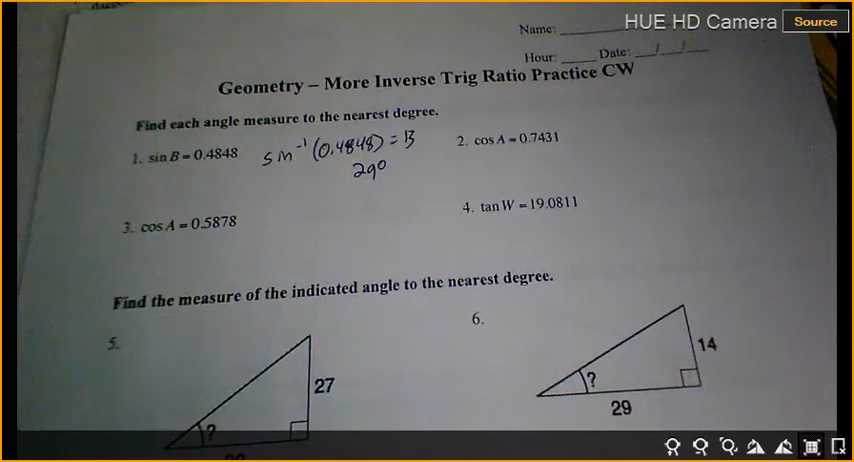 HUE HD Camera Source
Name:
Hour: Date: / /
Geometry – More Inverse Trig Ratio Practice CW
Find each angle measure to the nearest degree.
1. sin B = 0.4848 sin⁻¹(0.4848) = B 2. cos A = 0.7431
29°
3. cos A = 0.5878 4. tan W = 19.0811
Find the measure of the indicated angle to the nearest degree.
5. 6.
27 14
? ?
29